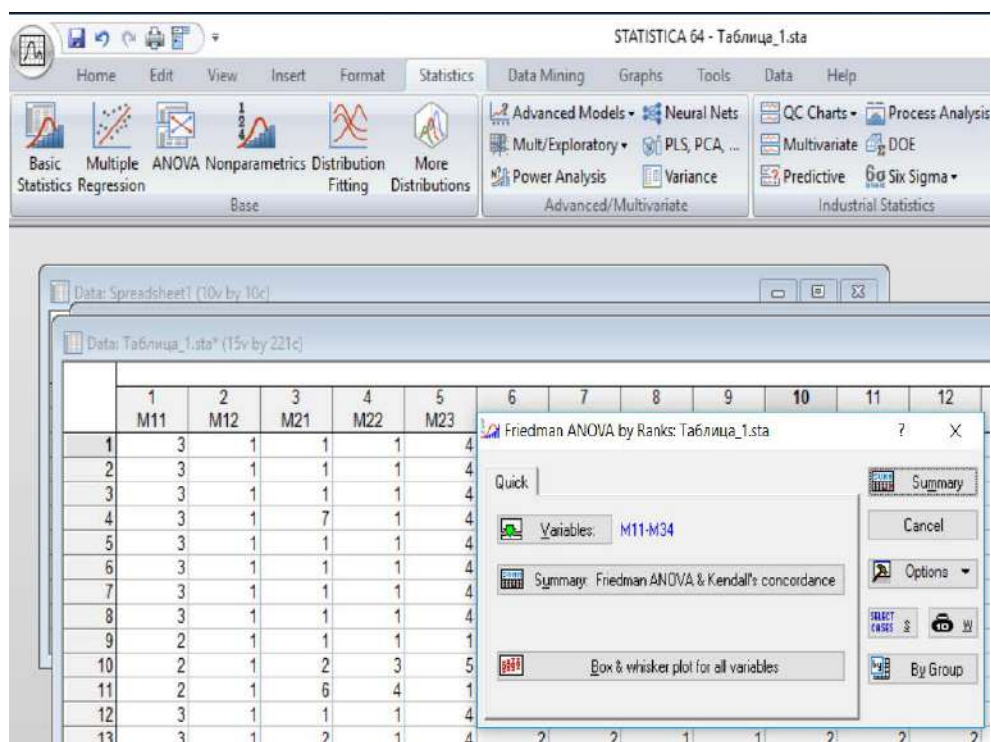 STATISTICA 64 - Таблица_1.sta
Home Edit View Insert Format Statistics Data Mining Graphs Tools Data Help
Basic Statistics
Multiple Regression
ANOVA
Nonparametrics
Distribution Fitting
More Distributions
Base
Advanced Models
Neural Nets
Mult/Exploratory
PLS, PCA, ...
Power Analysis
Variance
Advanced/Multivariate
QC Charts
Process Analysis
Multivariate
DOE
Predictive
6σ Six Sigma
Industrial Statistics
Data: Spreadsheet1 (10v by 10c)
Data: Таблица_1.sta* (15v by 221c)
1 2 3 4 5 6 7 8 9 10 11 12
M11 M12 M21 M22 M23
1 3 1 1 1 4
2 3 1 1 1 4
3 3 1 1 1 4
4 3 1 7 1 4
5 3 1 1 1 4
6 3 1 1 1 4
7 3 1 1 1 4
8 3 1 1 1 4
9 2 1 1 1 1
10 2 1 2 3 5
11 2 1 6 4 1
12 3 1 1 1 4
13 3 1 2 1 4 2 2 1 1 2 2 2
Friedman ANOVA by Ranks: Таблица_1.sta ? X
Quick
Variables: M11-M34
Summary: Friedman ANOVA & Kendall's concordance
Box & whisker plot for all variables
Summary
Cancel
Options
SELECT CASES S
W
By Group